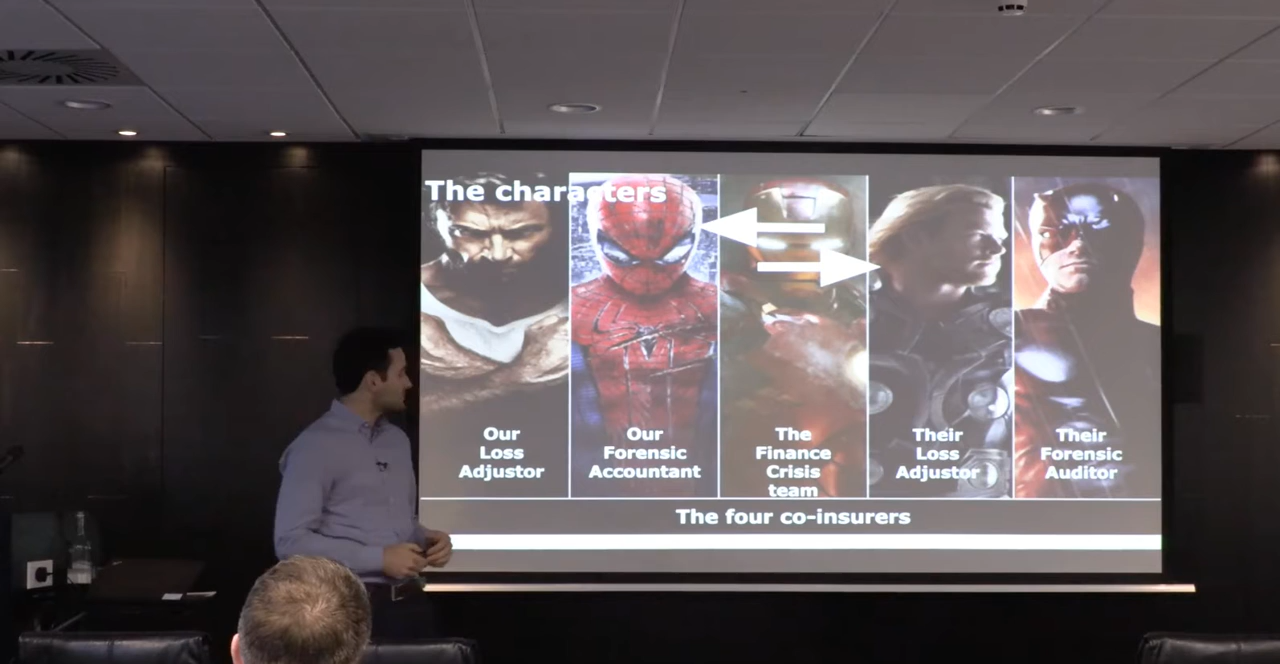 The characters
Our
Loss
Adjustor
Our
Forensic
Accountant
The
Finance
Crisis
team
Their
Loss
Adjustor
Their
Forensic
Auditor
The four co-insurers